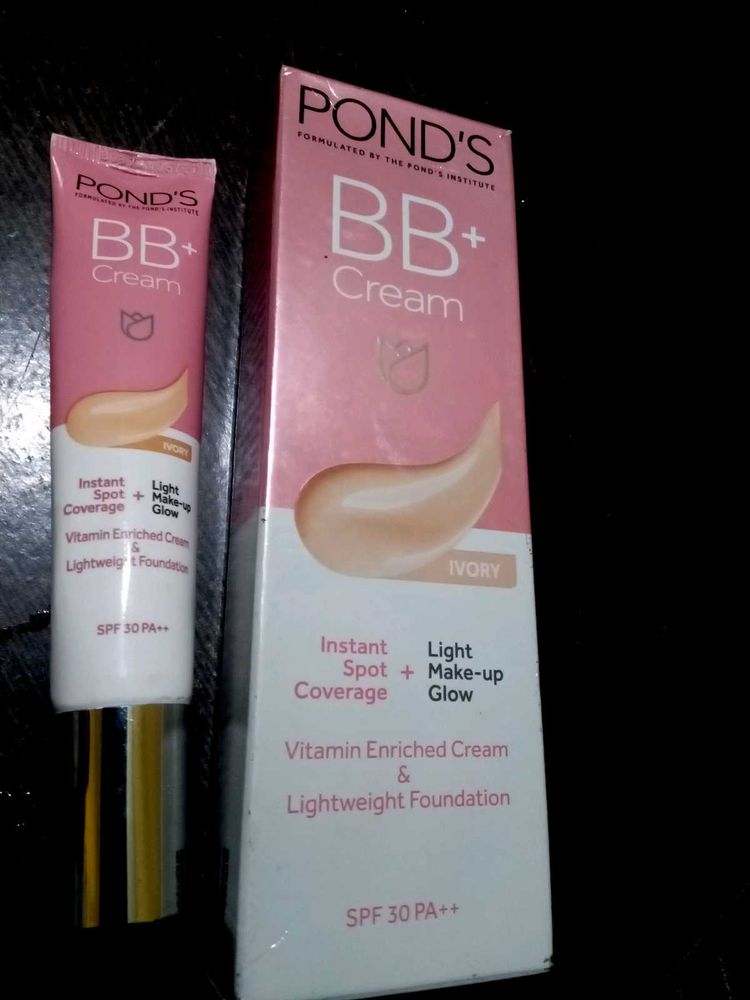 POND'S
FORMULATED BY THE POND'S INSTITUTE
BB+
Cream
IVORY
Instant
Spot
Coverage
+
Light
Make-up
Glow
Vitamin Enriched Cream
&
Lightweight Foundation
SPF 30 PA++
POND'S
FORMULATED BY THE POND'S INSTITUTE
BB+
Cream
IVORY
Instant
Spot
Coverage
+
Light
Make-up
Glow
Vitamin Enriched Cream
&
Lightweight Foundation
SPF 30 PA++